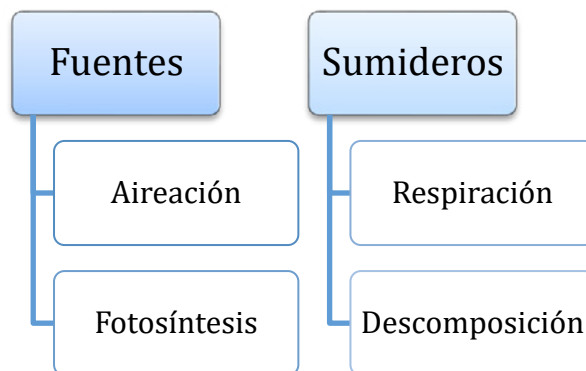 Fuentes
Aireación
Fotosíntesis
Sumideros
Respiración
Descomposición